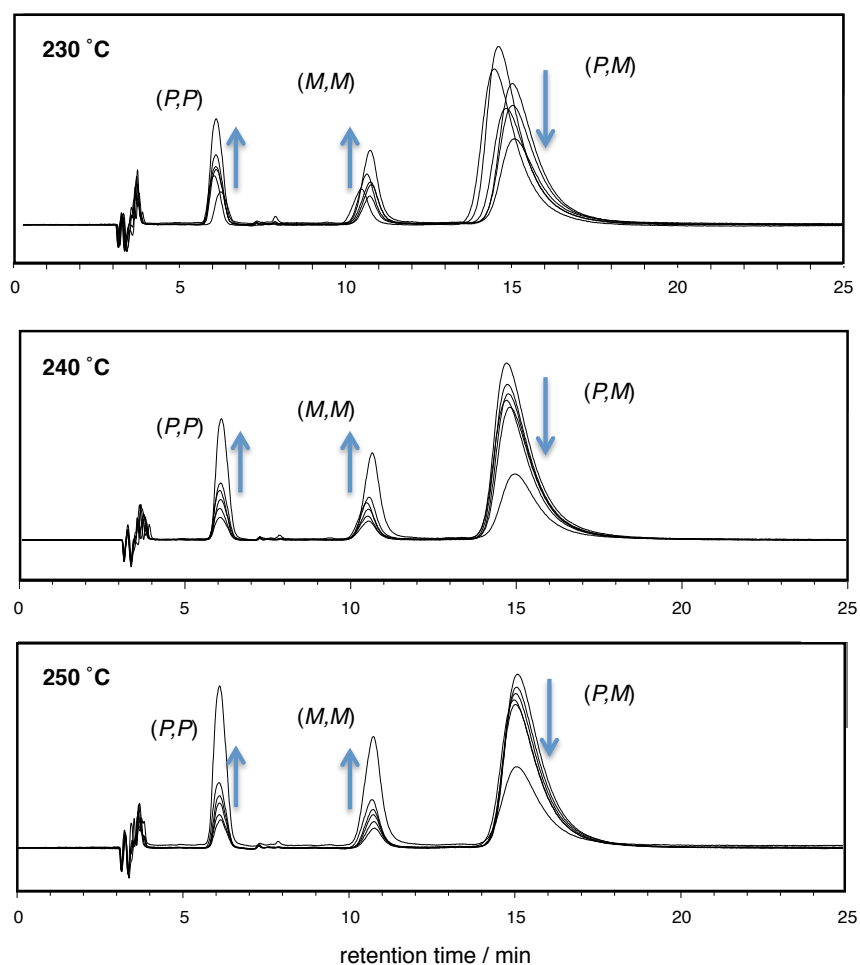 230 ˚C
(P,P)
(M,M)
(P,M)
0 5 10 15 20 25
240 ˚C
(P,P)
(M,M)
(P,M)
0 5 10 15 20 25
250 ˚C
(P,P)
(M,M)
(P,M)
0 5 10 15 20 25
retention time / min